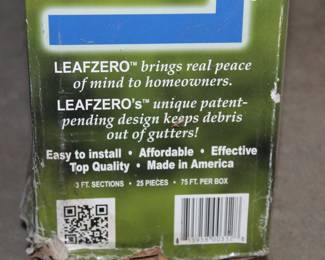 LEAFZERO™ brings real peace
of mind to homeowners.
LEAFZERO's™ unique patent-
pending design keeps debris
out of gutters!
Easy to install • Affordable • Effective
Top Quality • Made in America
3 FT. SECTIONS • 25 PIECES • 75 FT. PER BOX